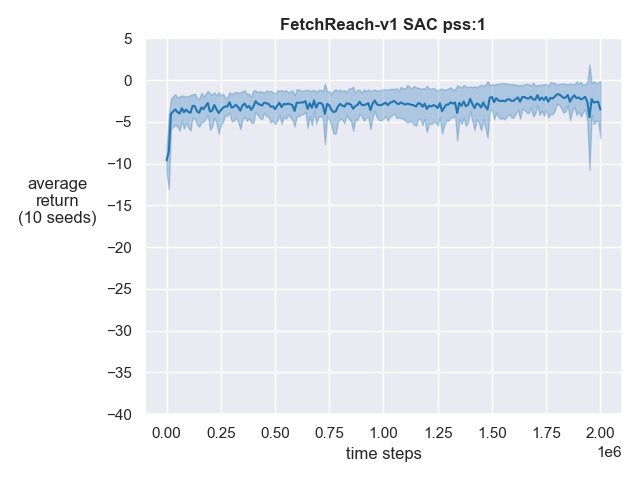 FetchReach-v1 SAC pss:1
5
0
−5
−10
−15
−20
−25
−30
−35
−40
average
return
(10 seeds)
0.00 0.25 0.50 0.75 1.00 1.25 1.50 1.75 2.00
time steps
1e6